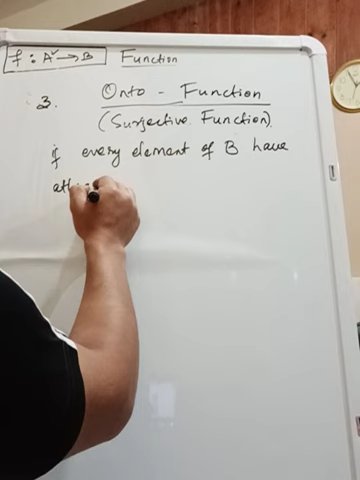 f : A → B Function
3. Onto - Function
(Surjective Function).
if every element of B have